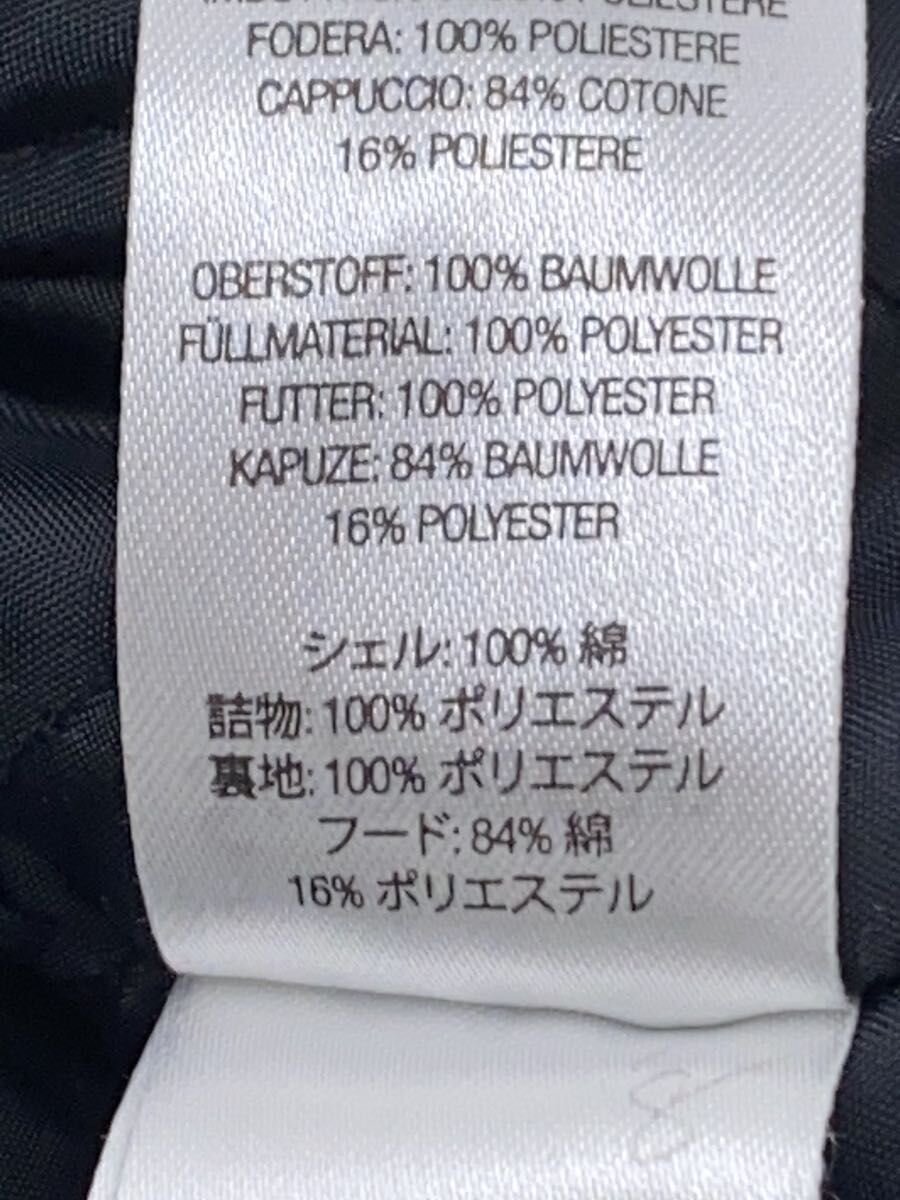 FODERA: 100% POLIESTERE
CAPPUCCIO: 84% COTONE
16% POLIESTERE
OBERSTOFF: 100% BAUMWOLLE
FÜLLMATERIAL: 100% POLYESTER
FUTTER: 100% POLYESTER
KAPUZE: 84% BAUMWOLLE
16% POLYESTER
シェル: 100% 綿
詰物: 100% ポリエステル
裏地: 100% ポリエステル
フード: 84% 綿
16% ポリエステル